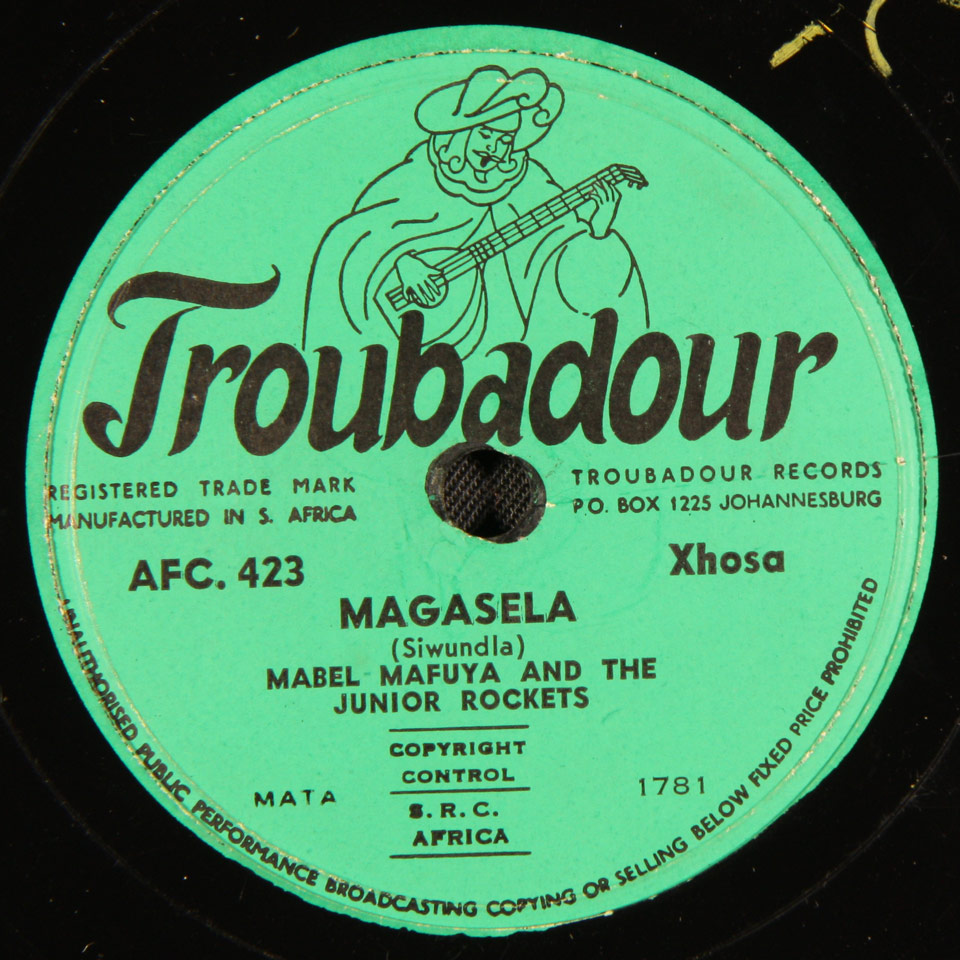 Troubadour
REGISTERED TRADE MARK
MANUFACTURED IN S. AFRICA
TROUBADOUR RECORDS
P.O. BOX 1225 JOHANNESBURG
AFC. 423
Xhosa
MAGASELA
(Siwundla)
MABEL MAFUYA AND THE
JUNIOR ROCKETS
COPYRIGHT
CONTROL
S.R.C.
AFRICA
MATA
1781
UNAUTHORISED PUBLIC PERFORMANCE BROADCASTING COPYING OR SELLING BELOW FIXED PRICE PROHIBITED